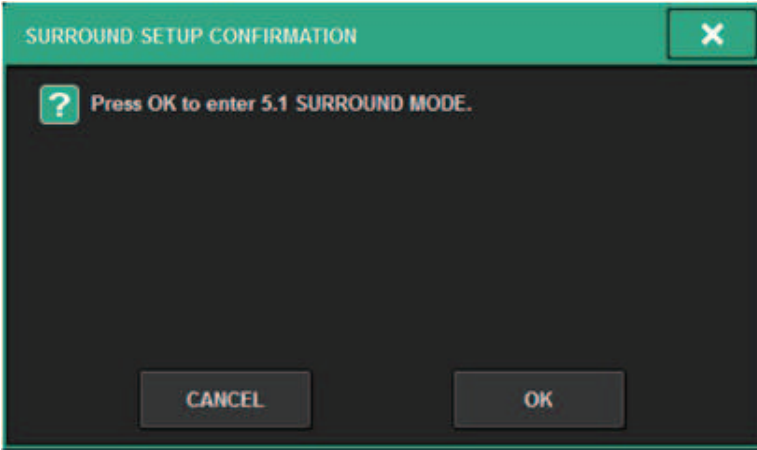 SURROUND SETUP CONFIRMATION
? Press OK to enter 5.1 SURROUND MODE.
CANCEL OK